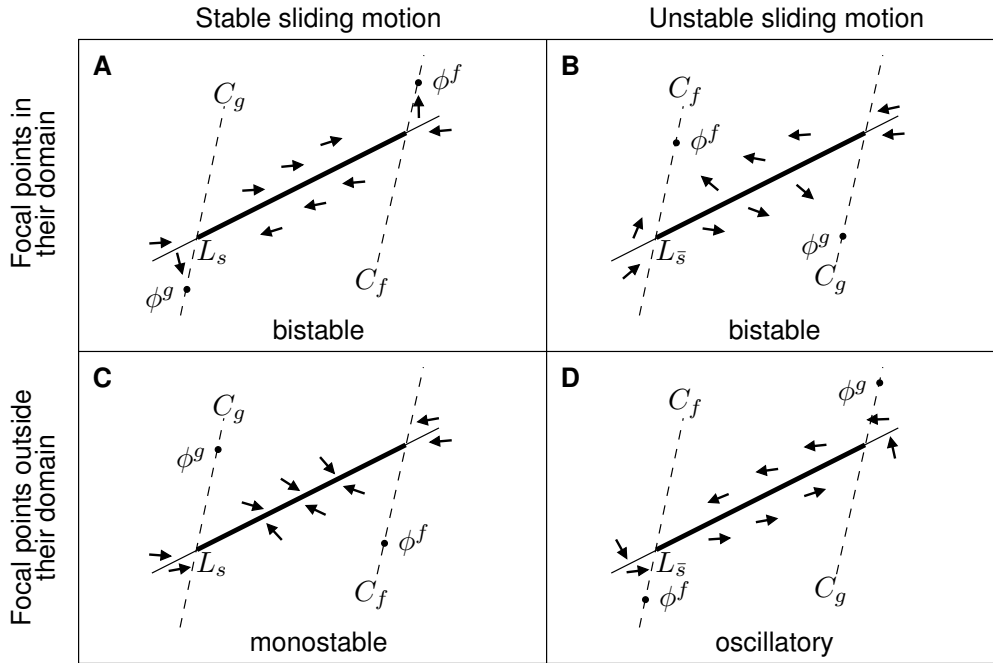 Stable sliding motion
Unstable sliding motion
Focal points in
their domain
A
C_g
ϕ^f
L_s
ϕ^g
C_f
bistable
B
C_f
ϕ^f
L_s̄
ϕ^g
C_g
bistable
Focal points outside
their domain
C
C_g
ϕ^g
L_s
ϕ^f
C_f
monostable
D
ϕ^g
C_f
L_s̄
ϕ^f
C_g
oscillatory